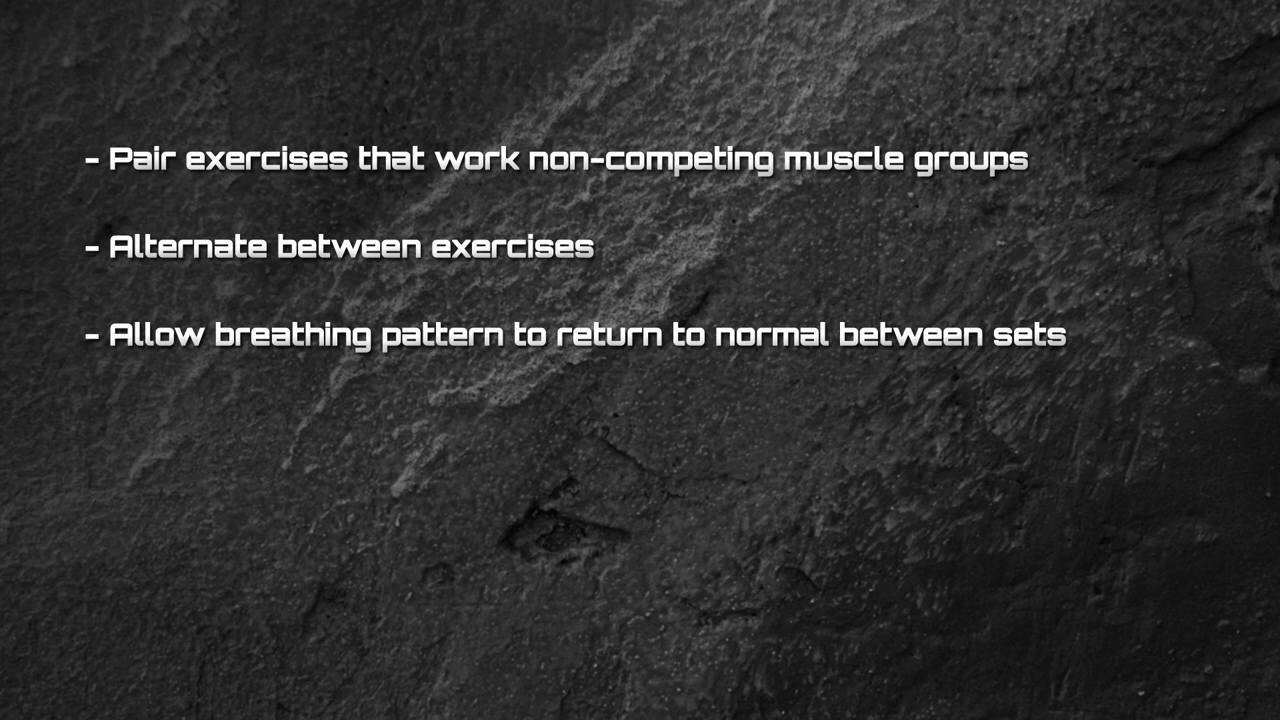 - Pair exercises that work non-competing muscle groups
- Alternate between exercises
- Allow breathing pattern to return to normal between sets